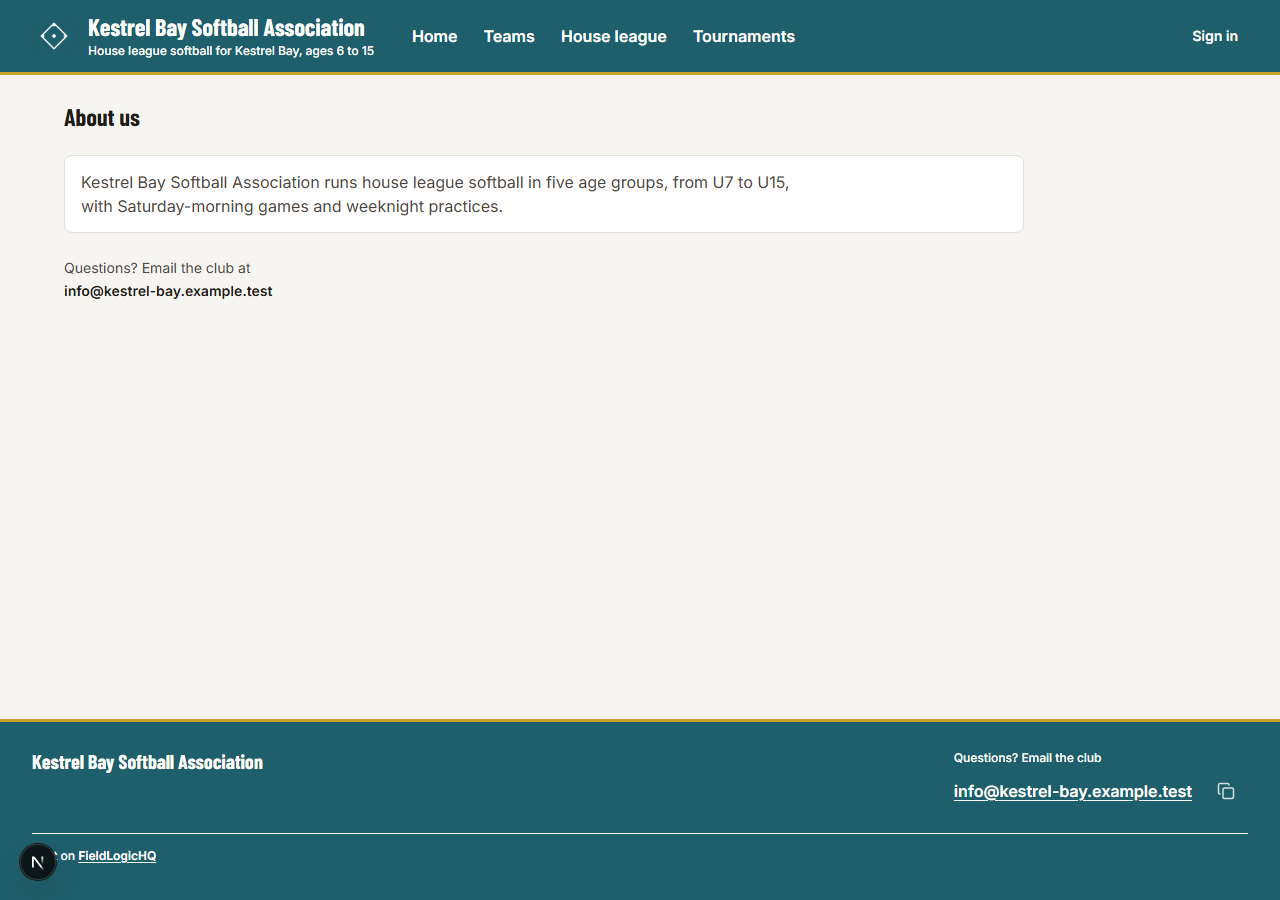 Kestrel Bay Softball Association
House league softball for Kestrel Bay, ages 6 to 15
Home Teams House league Tournaments
Sign in
About us
Kestrel Bay Softball Association runs house league softball in five age groups, from U7 to U15,
with Saturday-morning games and weeknight practices.
Questions? Email the club at
info@kestrel-bay.example.test
Kestrel Bay Softball Association
Questions? Email the club
info@kestrel-bay.example.test
on FieldLogicHQ
N